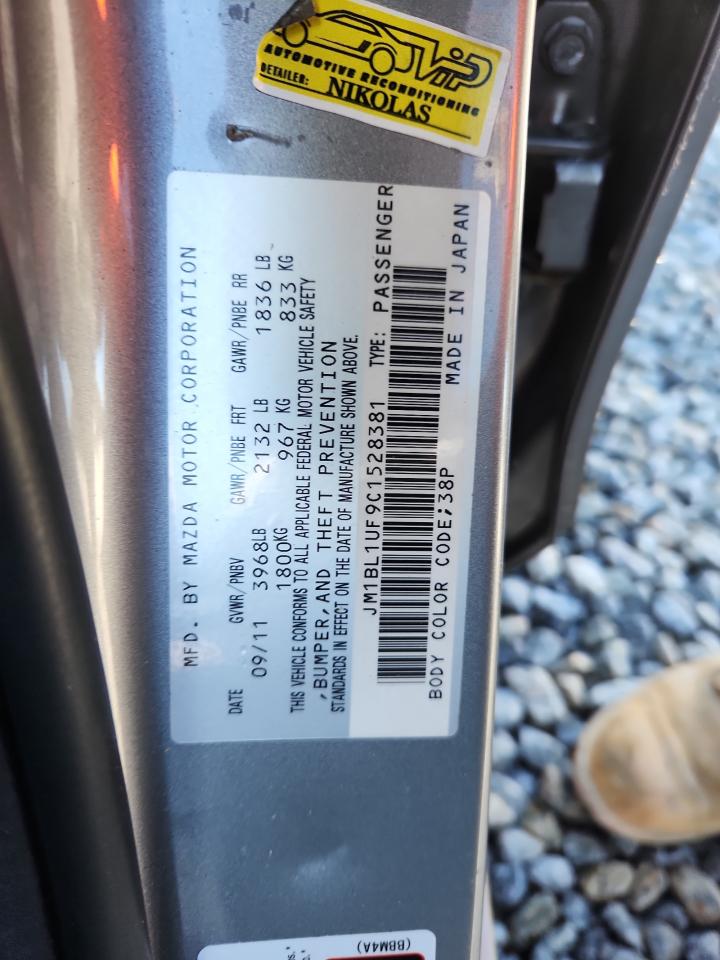 VIP
AUTOMOTIVE RECONDITIONING
DETAILER:
NIKOLAS
MFD. BY MAZDA MOTOR CORPORATION
DATE GVWR/PNBV GAWR/PNBE FRT GAWR/PNBE RR
09/11 3968LB 2132 LB 1836 LB
1800KG 967 KG 833 KG
THIS VEHICLE CONFORMS TO ALL APPLICABLE FEDERAL MOTOR VEHICLE SAFETY
,BUMPER,AND THEFT PREVENTION
STANDARDS IN EFFECT ON THE DATE OF MANUFACTURE SHOWN ABOVE.
JM1BL1UF9C1528381 TYPE: PASSENGER
BODY COLOR CODE;38P MADE IN JAPAN
(BBM4A)